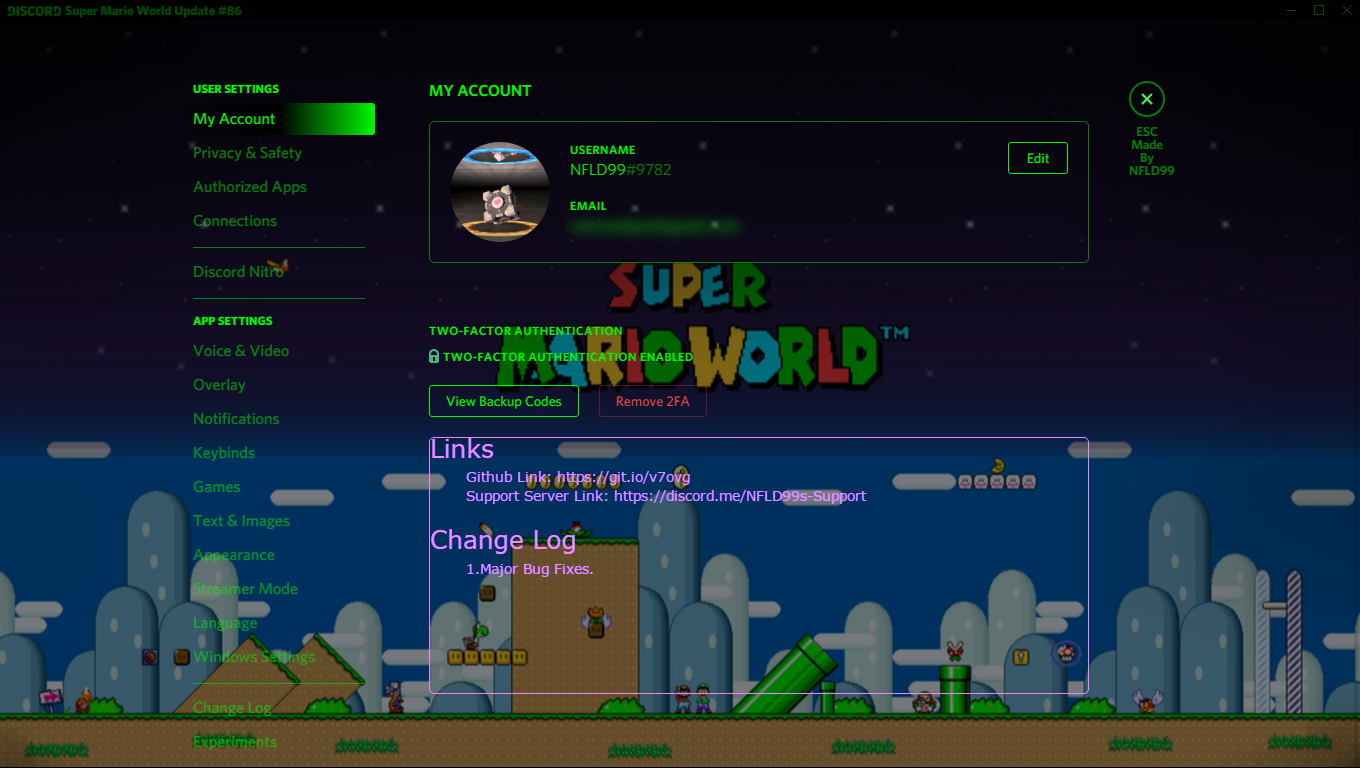 DISCORD Super Mario World Update #86
USER SETTINGS
My Account
Privacy & Safety
Authorized Apps
Connections
Discord Nitro
APP SETTINGS
Voice & Video
Overlay
Notifications
Keybinds
Games
Text & Images
Appearance
Streamer Mode
Language
Windows Settings
Change Log
Experiments
MY ACCOUNT
USERNAME
NFLD99#9782
Edit
EMAIL
ESC
Made
By
NFLD99
SUPER
MARIO WORLD™
TWO-FACTOR AUTHENTICATION
TWO-FACTOR AUTHENTICATION ENABLED
View Backup Codes
Remove 2FA
Links
Github Link: https://git.io/v7ovg
Support Server Link: https://discord.me/NFLD99s-Support
Change Log
1.Major Bug Fixes.